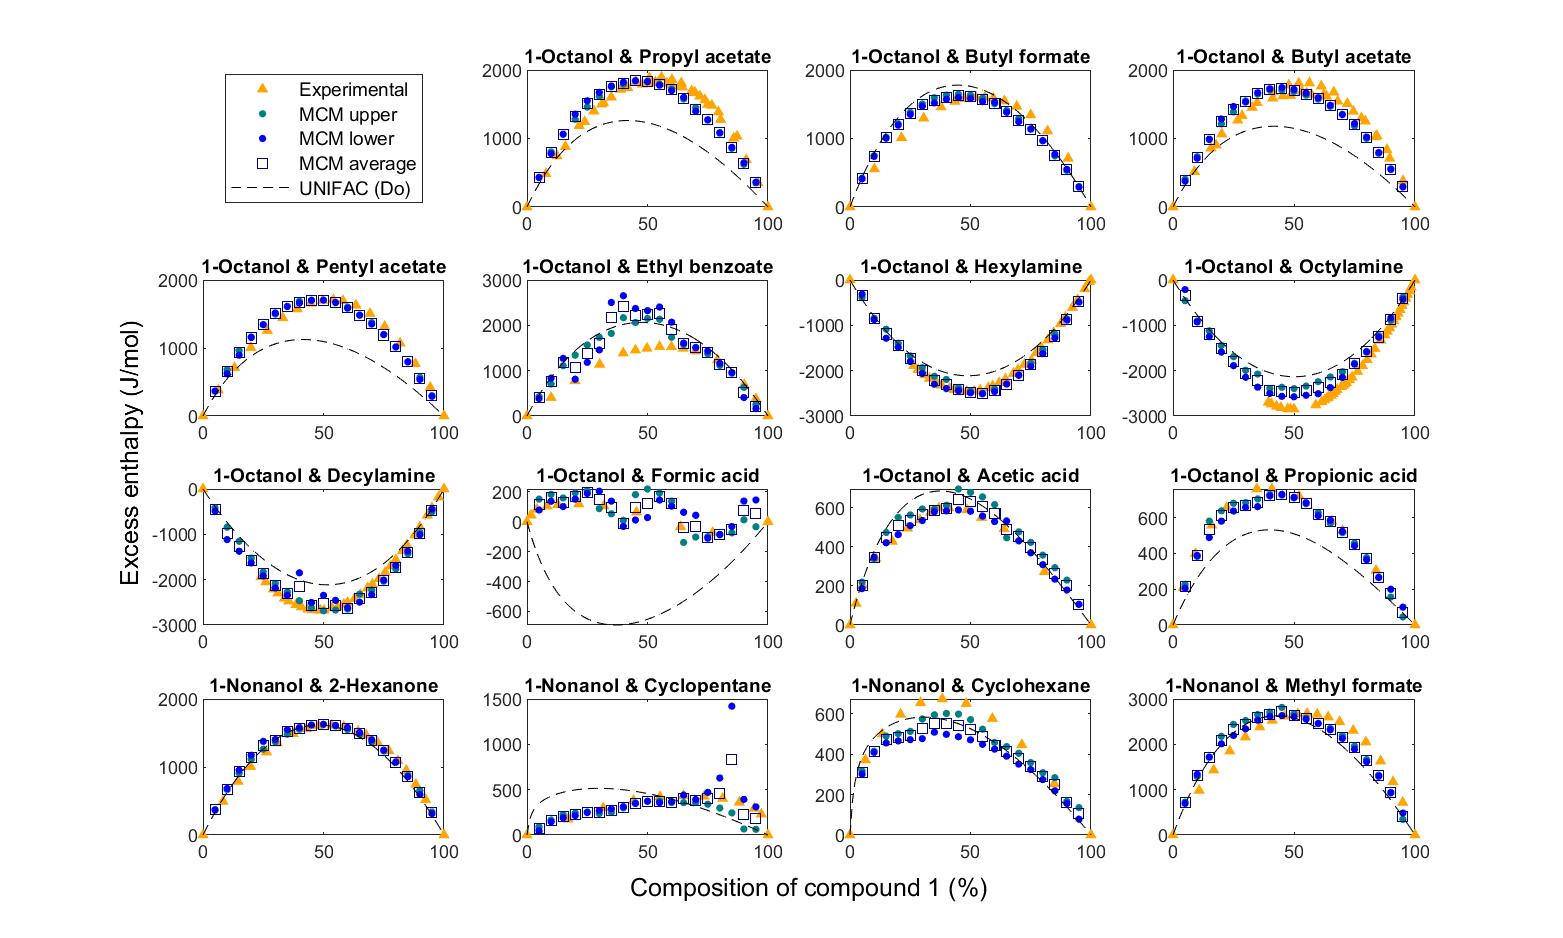 Experimental
MCM upper
MCM lower
MCM average
UNIFAC (Do)
1-Octanol & Propyl acetate
2000
1000
0
0 50 100
1-Octanol & Butyl formate
2000
1000
0
0 50 100
1-Octanol & Butyl acetate
2000
1000
0
0 50 100
1-Octanol & Pentyl acetate
2000
1000
0
0 50 100
1-Octanol & Ethyl benzoate
3000
2000
1000
0
0 50 100
1-Octanol & Hexylamine
0
-1000
-2000
-3000
0 50 100
1-Octanol & Octylamine
0
-1000
-2000
-3000
0 50 100
1-Octanol & Decylamine
0
-1000
-2000
-3000
0 50 100
1-Octanol & Formic acid
200
0
-200
-400
-600
0 50 100
1-Octanol & Acetic acid
600
400
200
0
0 50 100
1-Octanol & Propionic acid
600
400
200
0
0 50 100
1-Nonanol & 2-Hexanone
2000
1000
0
0 50 100
1-Nonanol & Cyclopentane
1500
1000
500
0
0 50 100
1-Nonanol & Cyclohexane
600
400
200
0
0 50 100
1-Nonanol & Methyl formate
3000
2000
1000
0
0 50 100
Excess enthalpy (J/mol)
Composition of compound 1 (%)